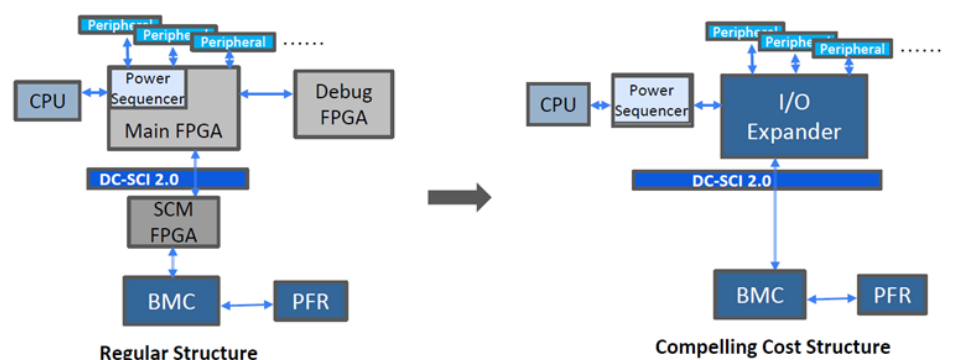 Peripheral
Peripheral
Peripheral ......
CPU
Power
Sequencer
Main FPGA
Debug
FPGA
DC-SCI 2.0
SCM
FPGA
BMC
PFR
Regular Structure
Peripheral
Peripheral
Peripheral ......
CPU
Power
Sequencer
I/O
Expander
DC-SCI 2.0
BMC
PFR
Compelling Cost Structure